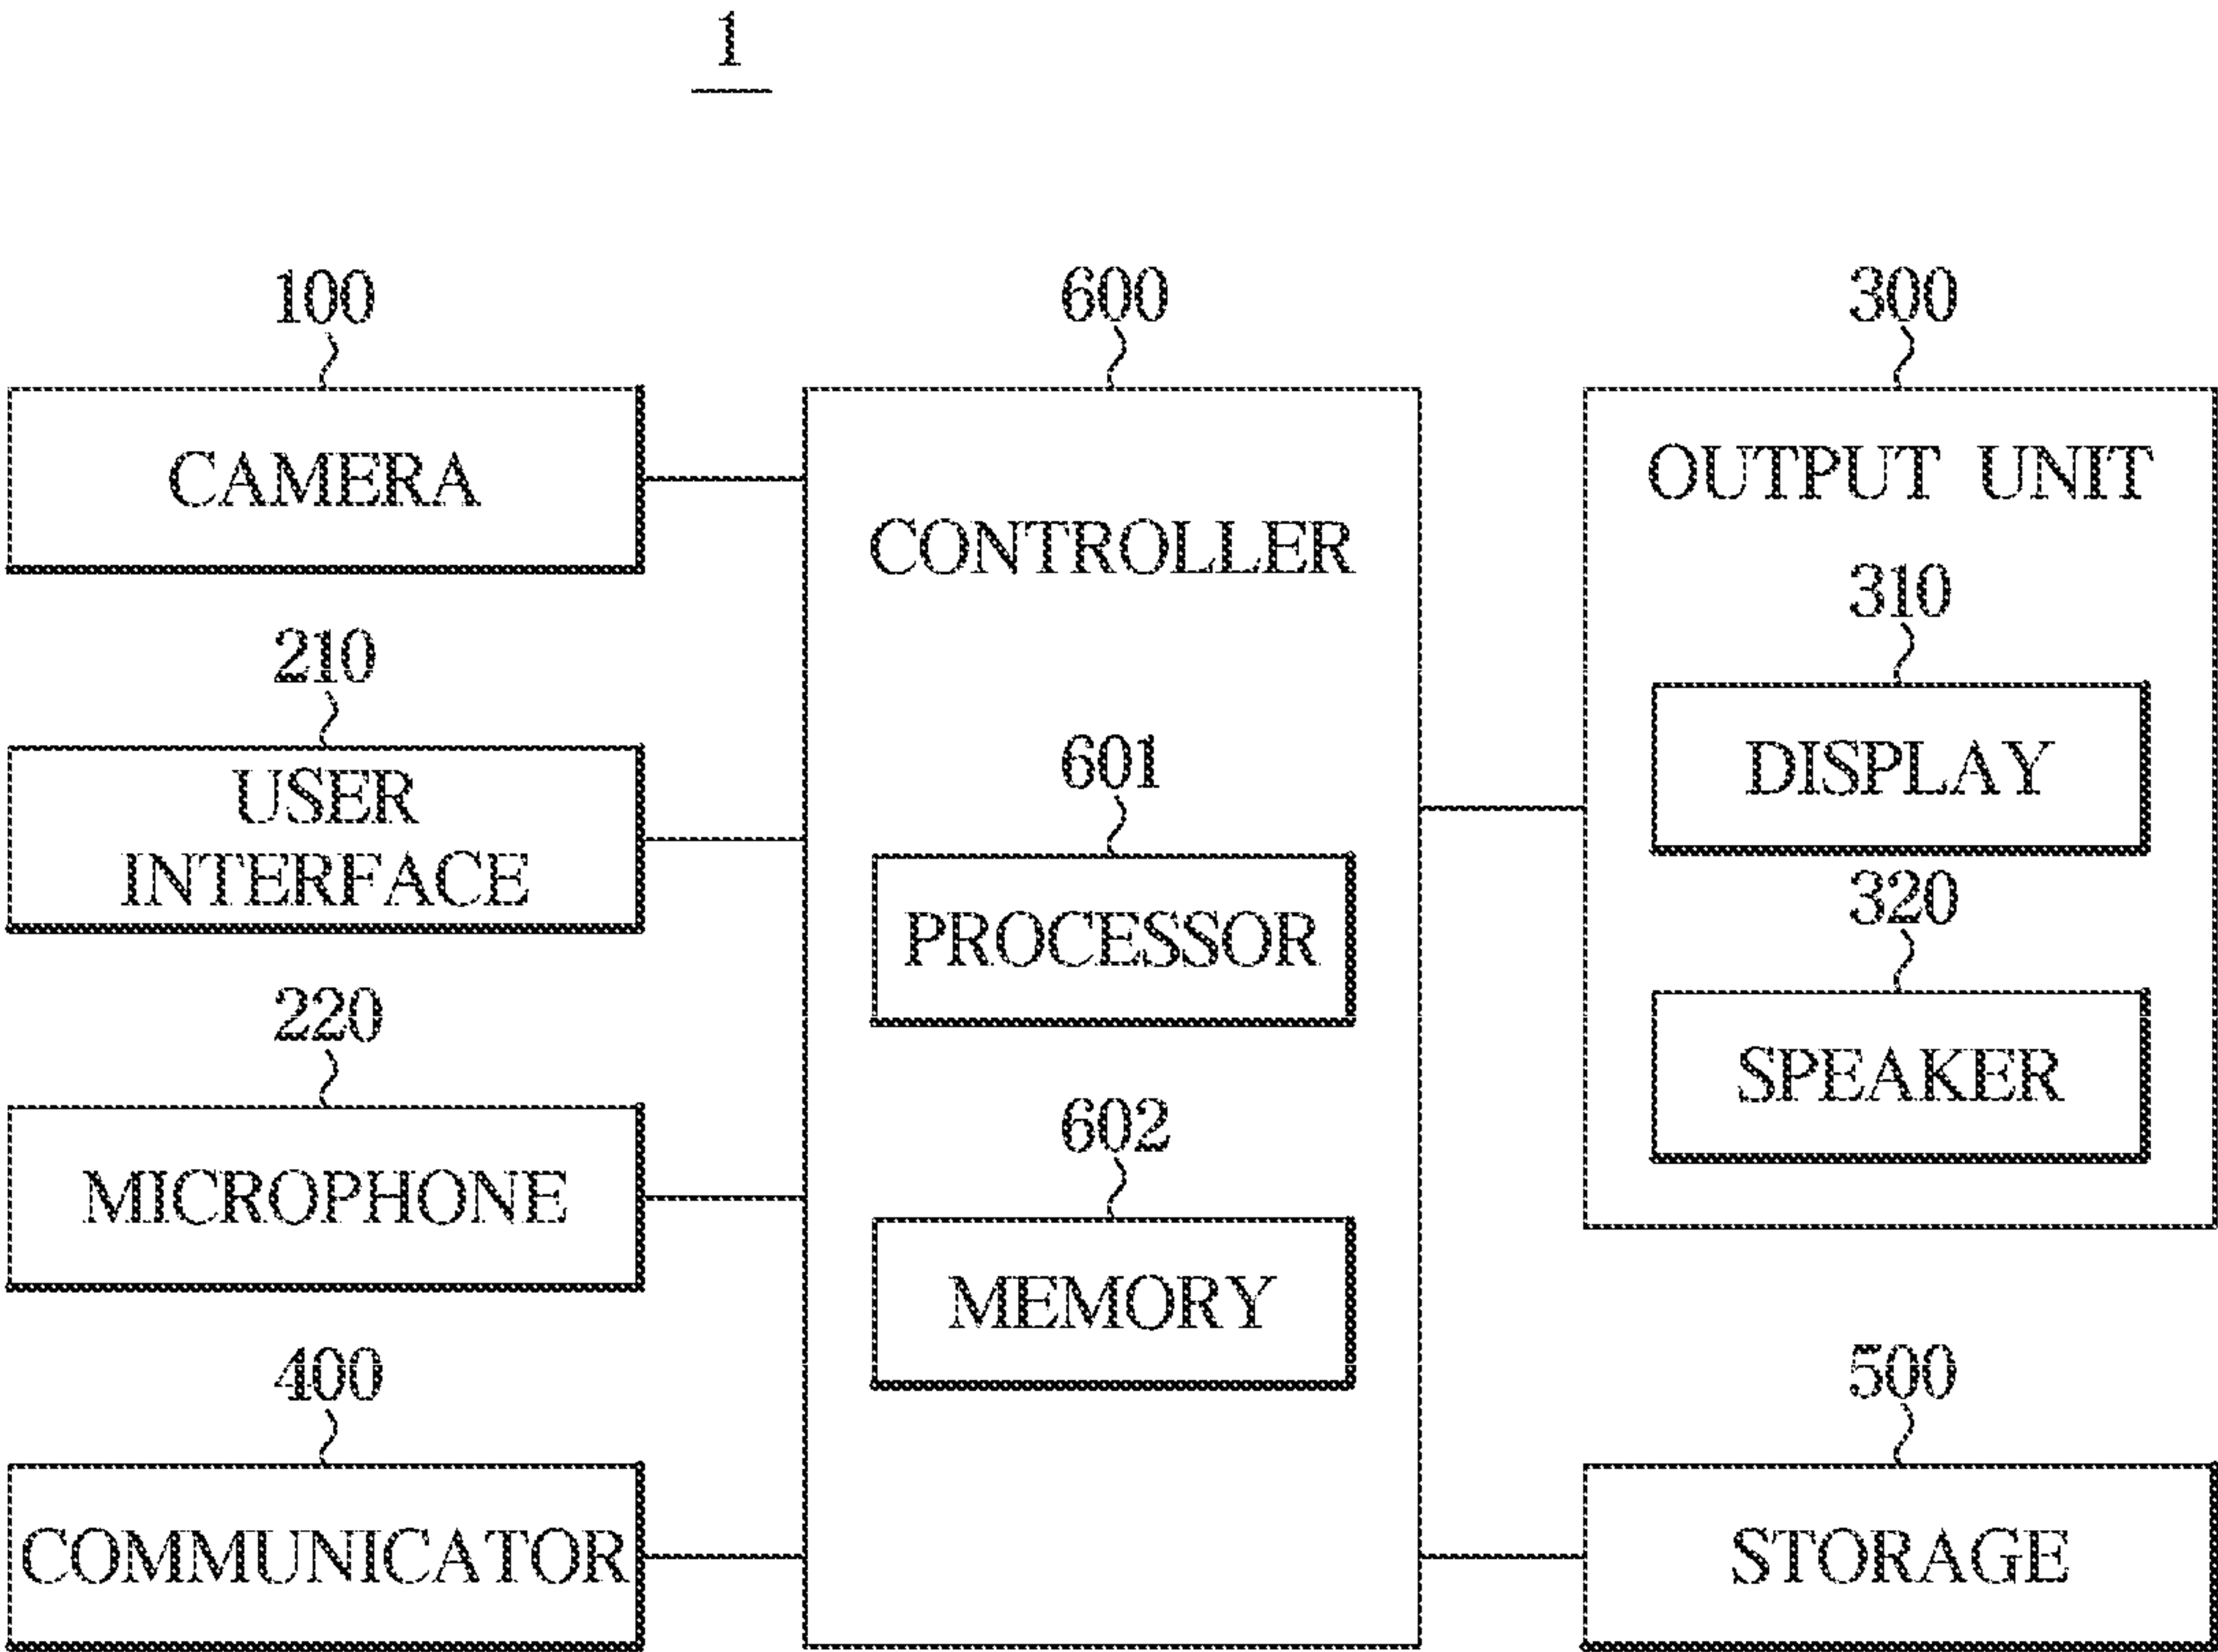 1
100
CAMERA
210
USER
INTERFACE
220
MICROPHONE
400
COMMUNICATOR
600
CONTROLLER
601
PROCESSOR
602
MEMORY
300
OUTPUT UNIT
310
DISPLAY
320
SPEAKER
500
STORAGE